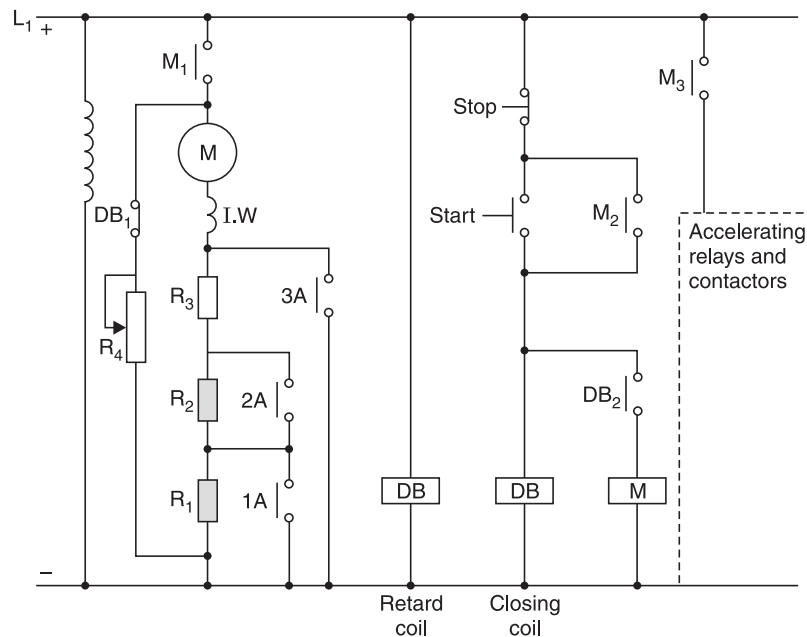 L1 +
M1
M
M3
Stop
DB1
I.W
Start
M2
Accelerating
relays and
contactors
R3
3A
R4
R2
2A
DB2
R1
1A
DB
DB
M
–
Retard
coil
Closing
coil